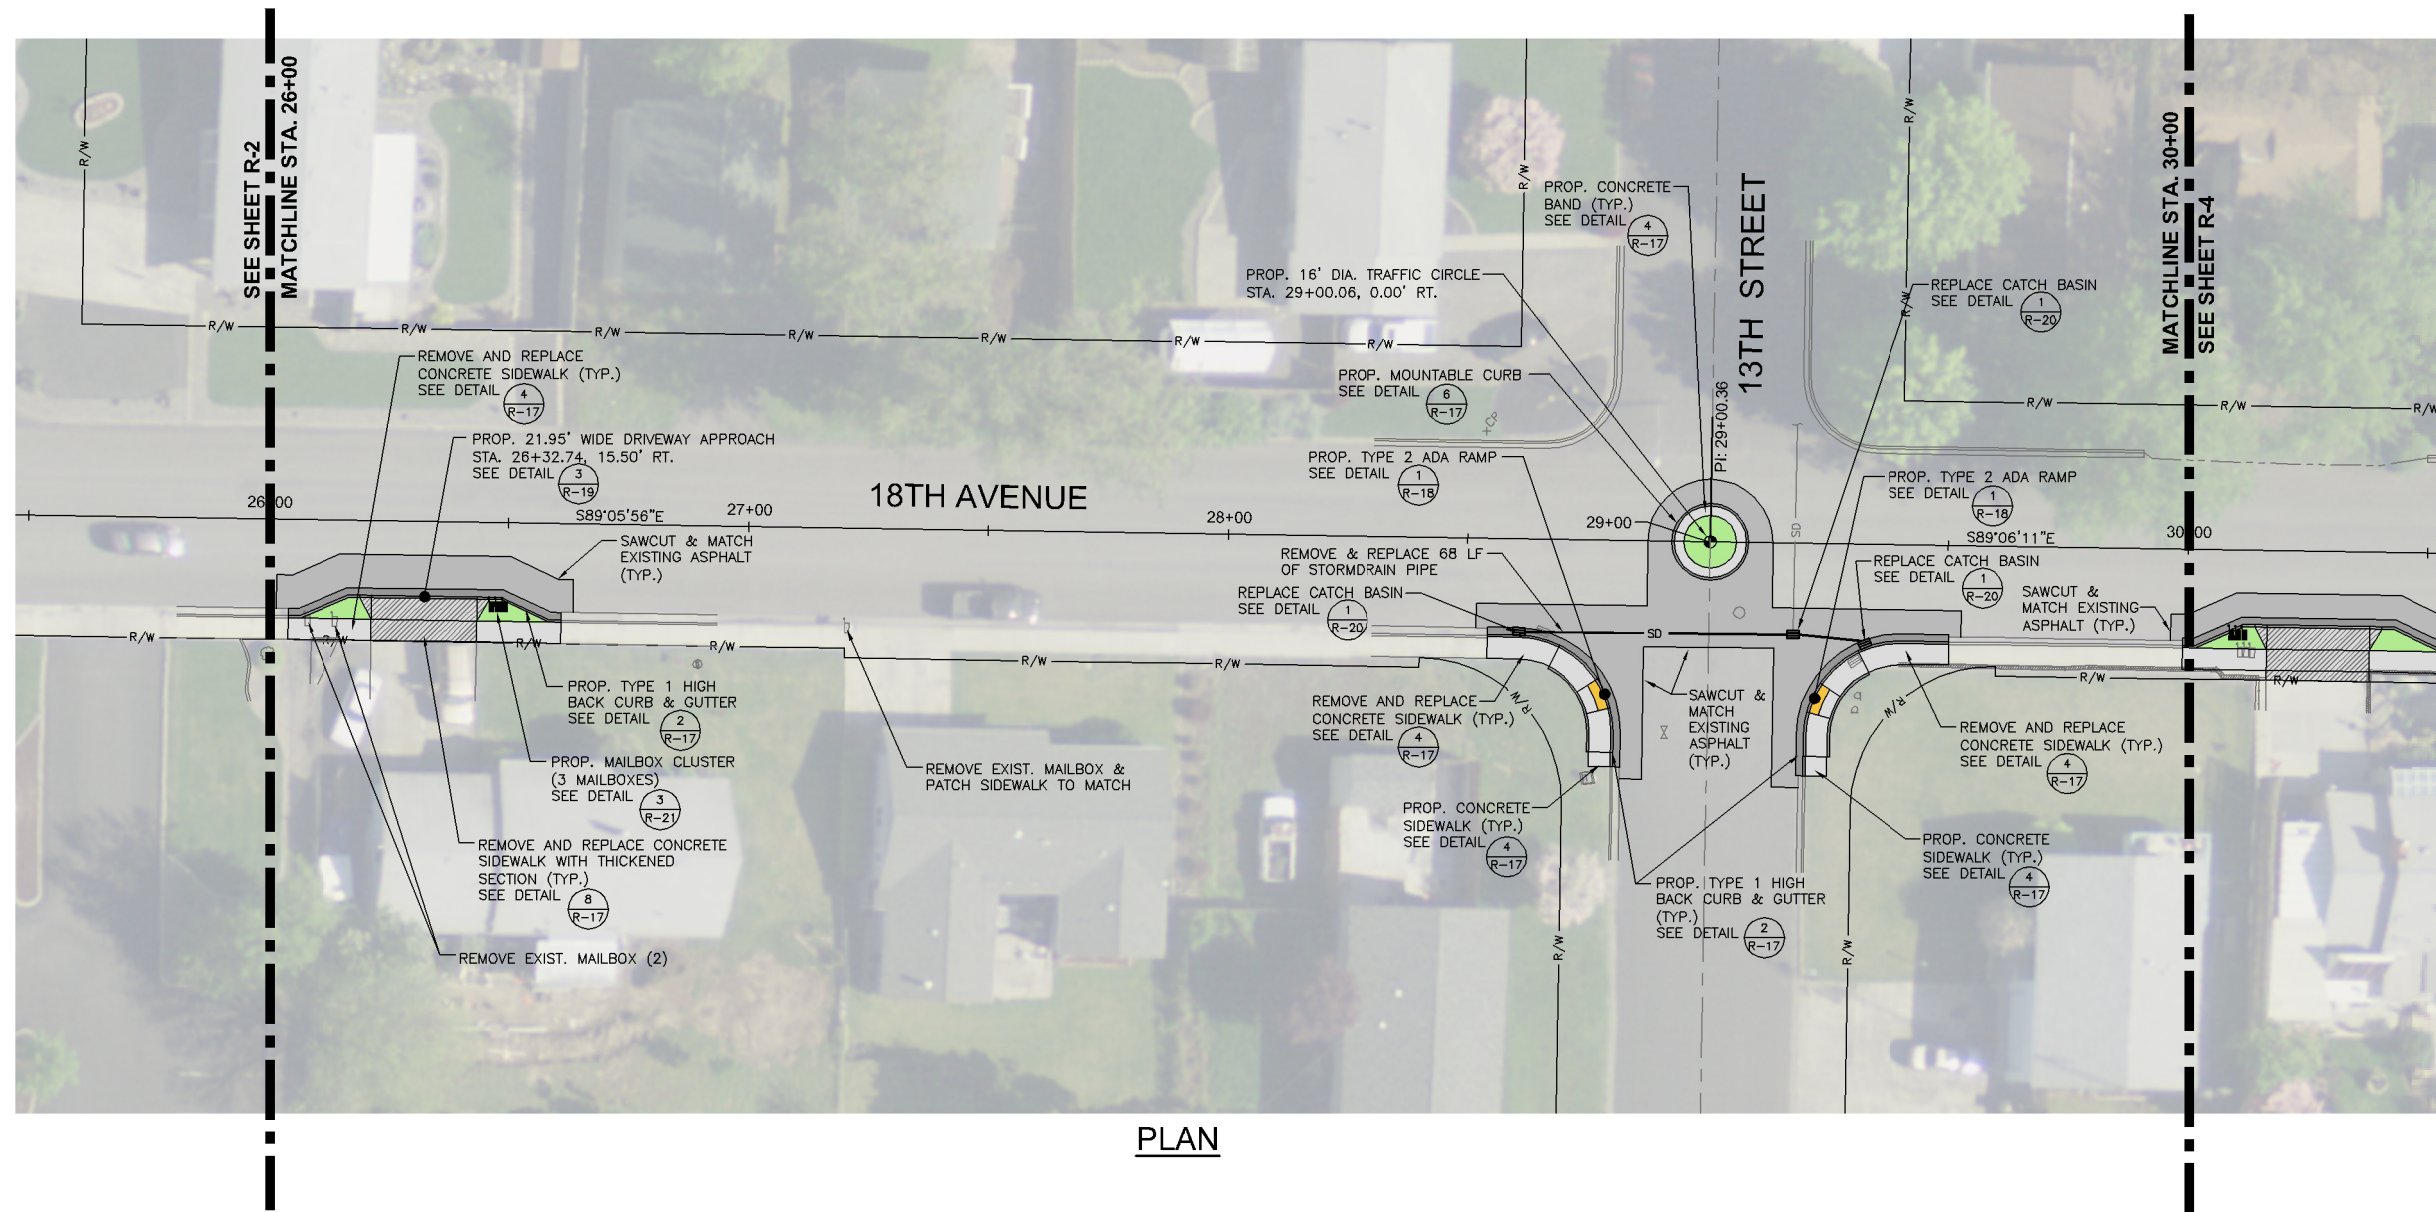 SEE SHEET R-2
MATCHLINE STA. 26+00
MATCHLINE STA. 30+00
SEE SHEET R-4
R/W
R/W
R/W
PROP. CONCRETE
BAND (TYP.)
SEE DETAIL
4
R-17
13TH STREET
PROP. 16' DIA. TRAFFIC CIRCLE
STA. 29+00.06, 0.00' RT.
REPLACE CATCH BASIN
SEE DETAIL
1
R-20
R/W
R/W
R/W
R/W
R/W
R/W
R/W
R/W
R/W
R/W
R/W
REMOVE AND REPLACE
CONCRETE SIDEWALK (TYP.)
SEE DETAIL
4
R-17
PROP. MOUNTABLE CURB
SEE DETAIL
6
R-17
PI: 29+00.36
+CP
PROP. 21.95' WIDE DRIVEWAY APPROACH
STA. 26+32.74, 15.50' RT.
SEE DETAIL
3
R-19
PROP. TYPE 2 ADA RAMP
SEE DETAIL
1
R-18
PROP. TYPE 2 ADA RAMP
SEE DETAIL
1
R-18
18TH AVENUE
26+00
S89°05'56"E
27+00
28+00
29+00
S89°06'11"E
30+00
SD
SAWCUT & MATCH
EXISTING ASPHALT
(TYP.)
REMOVE & REPLACE 68 LF
OF STORMDRAIN PIPE
REPLACE CATCH BASIN
SEE DETAIL
1
R-20
REPLACE CATCH BASIN
SEE DETAIL
1
R-20
SAWCUT &
MATCH EXISTING
ASPHALT (TYP.)
SD
R/W
R/W
R/W
R/W
R/W
R/W
R/W
R/W
R/W
R/W
PROP. TYPE 1 HIGH
BACK CURB & GUTTER
SEE DETAIL
2
R-17
REMOVE AND REPLACE
CONCRETE SIDEWALK (TYP.)
SEE DETAIL
4
R-17
SAWCUT &
MATCH
EXISTING
ASPHALT
(TYP.)
REMOVE AND REPLACE
CONCRETE SIDEWALK (TYP.)
SEE DETAIL
4
R-17
PROP. MAILBOX CLUSTER
(3 MAILBOXES)
SEE DETAIL
3
R-21
REMOVE EXIST. MAILBOX &
PATCH SIDEWALK TO MATCH
PROP. CONCRETE
SIDEWALK (TYP.)
SEE DETAIL
4
R-17
PROP. CONCRETE
SIDEWALK (TYP.)
SEE DETAIL
4
R-17
REMOVE AND REPLACE CONCRETE
SIDEWALK WITH THICKENED
SECTION (TYP.)
SEE DETAIL
8
R-17
PROP. TYPE 1 HIGH
BACK CURB & GUTTER
(TYP.)
SEE DETAIL
2
R-17
REMOVE EXIST. MAILBOX (2)
R/W
R/W
PLAN